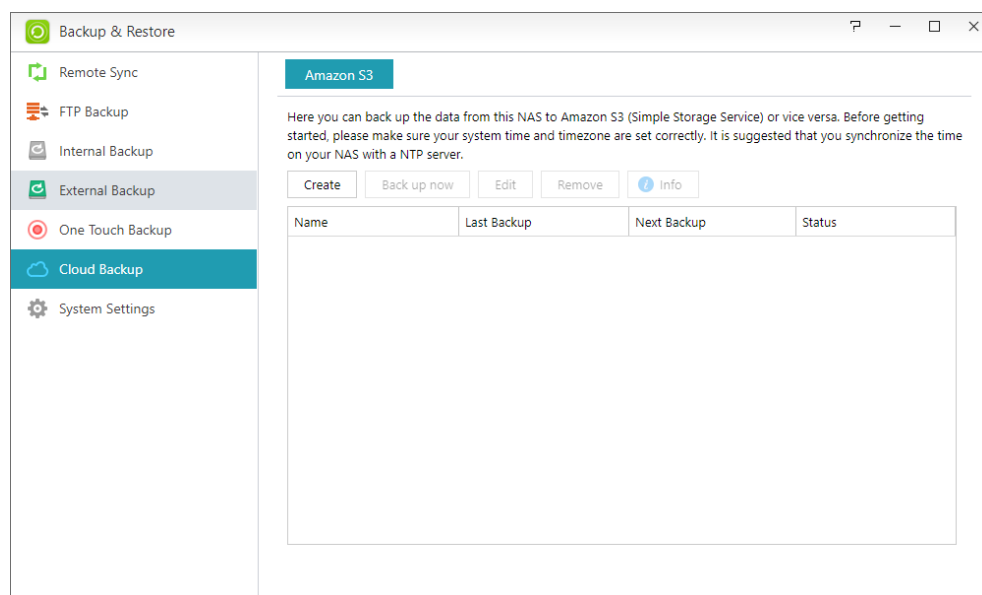 Backup & Restore
Remote Sync
FTP Backup
Internal Backup
External Backup
One Touch Backup
Cloud Backup
System Settings
Amazon S3
Here you can back up the data from this NAS to Amazon S3 (Simple Storage Service) or vice versa. Before getting
started, please make sure your system time and timezone are set correctly. It is suggested that you synchronize the time
on your NAS with a NTP server.
Create Back up now Edit Remove Info
Name Last Backup Next Backup Status